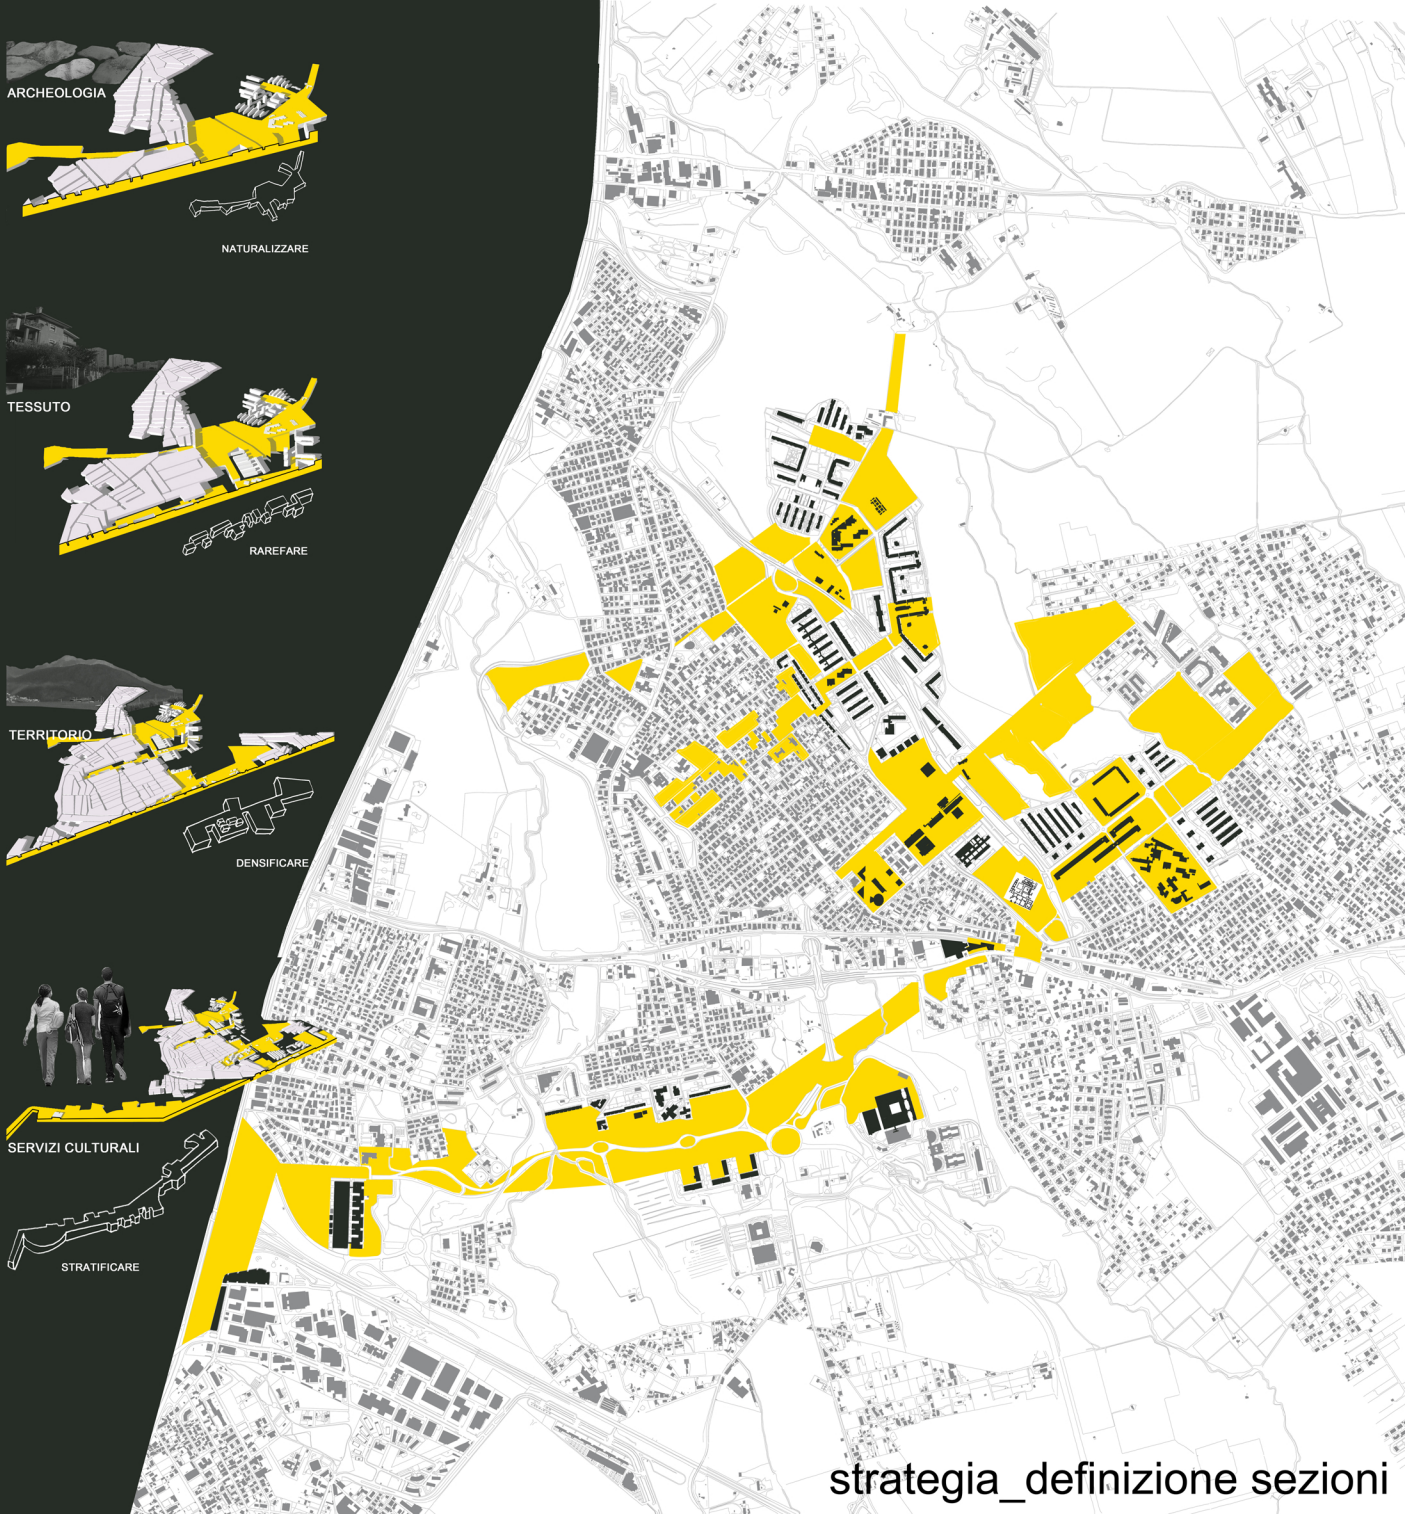 ARCHEOLOGIA
NATURALIZZARE
TESSUTO
RAREFARE
TERRITORIO
DENSIFICARE
SERVIZI CULTURALI
STRATIFICARE
strategia_definizione sezioni